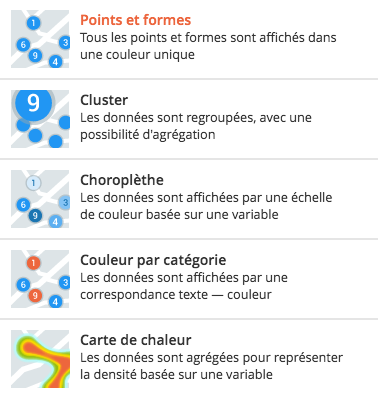 Points et formes
Tous les points et formes sont affichés dans
une couleur unique
1
6
3
9
4
Cluster
Les données sont regroupées, avec une
possibilité d'agrégation
9
Choroplèthe
Les données sont affichées par une échelle
de couleur basée sur une variable
1
6
3
9
4
Couleur par catégorie
Les données sont affichées par une
correspondance texte — couleur
1
6
3
9
4
Carte de chaleur
Les données sont agrégées pour représenter
la densité basée sur une variable